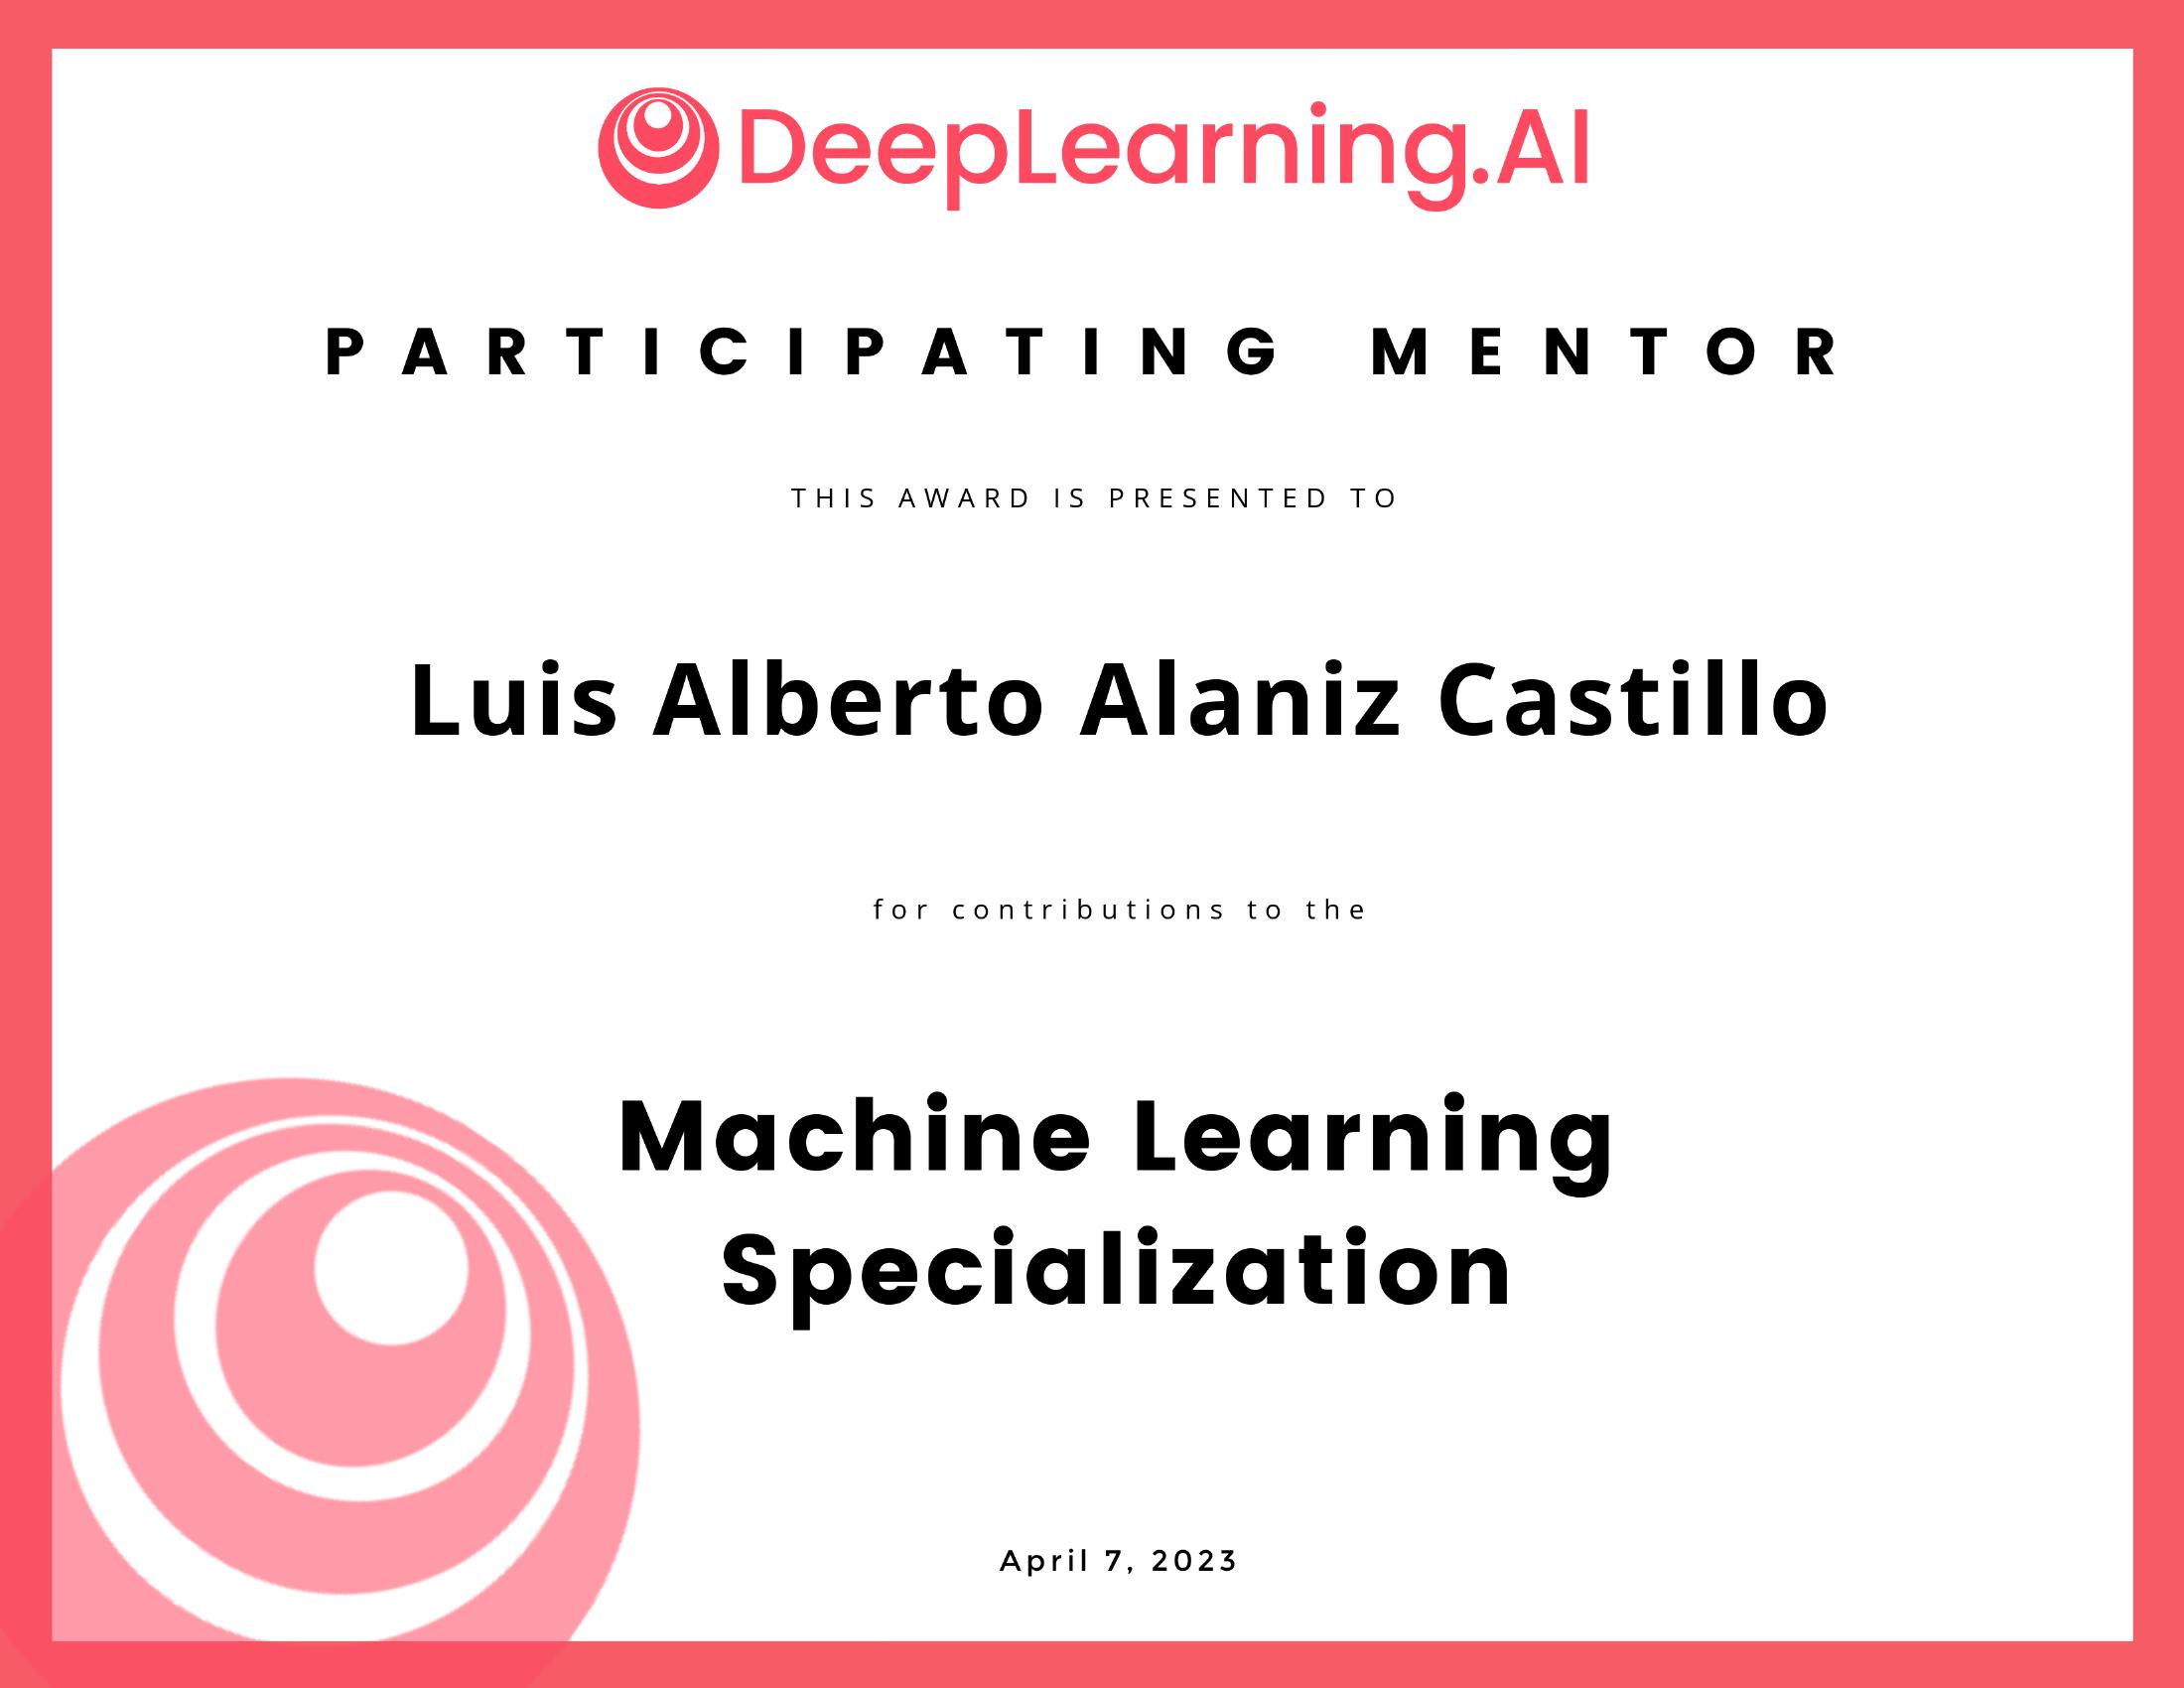 DeepLearning.AI
PARTICIPATING MENTOR
THIS AWARD IS PRESENTED TO
Luis Alberto Alaniz Castillo
for contributions to the
Machine Learning
Specialization
April 7, 2023